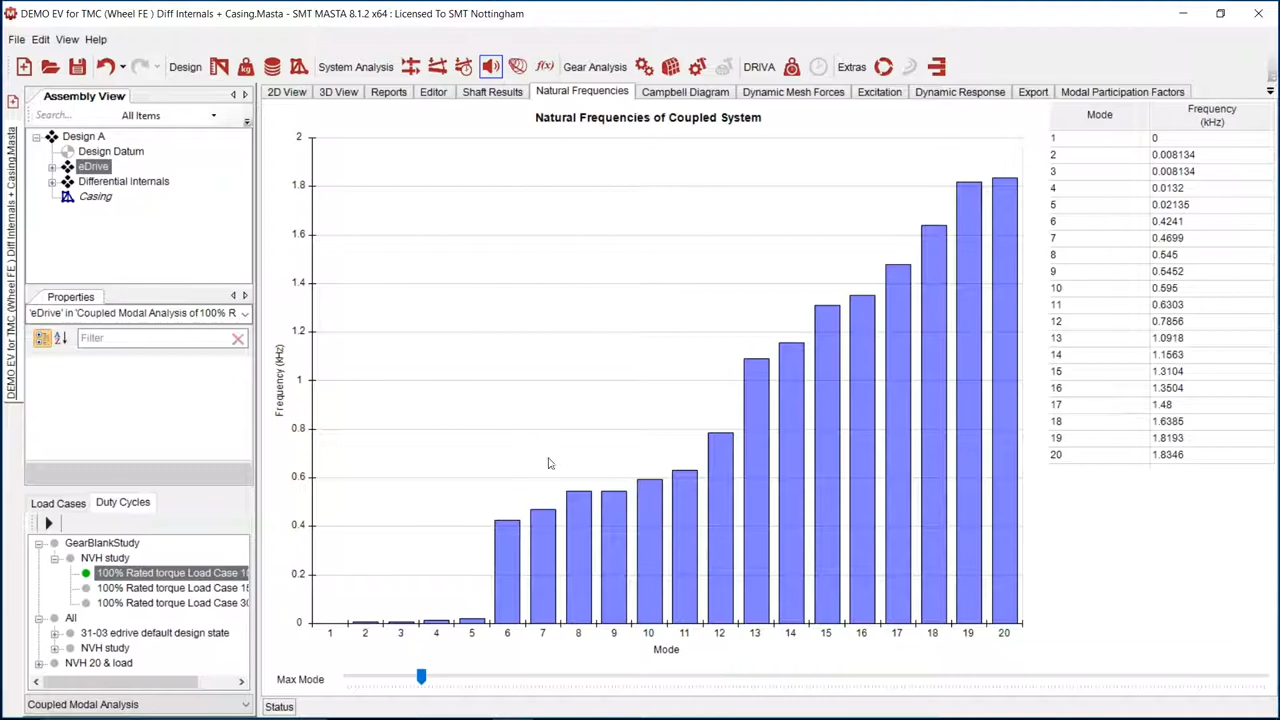 DEMO EV for TMC (Wheel FE ) Diff Internals + Casing.Masta - SMT MASTA 8.1.2 x64 : Licensed To SMT Nottingham
File Edit View Help
Design System Analysis f(x) Gear Analysis DRIVA Extras
DEMO EV for TMC (Wheel FE ) Diff Internals + Casing.Masta
Assembly View
Search... All Items
Design A
Design Datum
eDrive
Differential Internals
Casing
Properties
'eDrive' in 'Coupled Modal Analysis of 100% R
Filter
Load Cases Duty Cycles
GearBlankStudy
NVH study
100% Rated torque Load Case 10
100% Rated torque Load Case 15
100% Rated torque Load Case 30
All
31-03 edrive default design state
NVH study
NVH 20 & load
Coupled Modal Analysis
2D View 3D View Reports Editor Shaft Results Natural Frequencies Campbell Diagram Dynamic Mesh Forces Excitation Dynamic Response Export Modal Participation Factors
Natural Frequencies of Coupled System
2
1.8
1.6
1.4
1.2
1
0.8
0.6
0.4
0.2
0
Frequency (kHz)
1 2 3 4 5 6 7 8 9 10 11 12 13 14 15 16 17 18 19 20
Mode
Max Mode
Status
Mode Frequency (kHz)
1 0
2 0.008134
3 0.008134
4 0.0132
5 0.02135
6 0.4241
7 0.4699
8 0.545
9 0.5452
10 0.595
11 0.6303
12 0.7856
13 1.0918
14 1.1563
15 1.3104
16 1.3504
17 1.48
18 1.6385
19 1.8193
20 1.8346